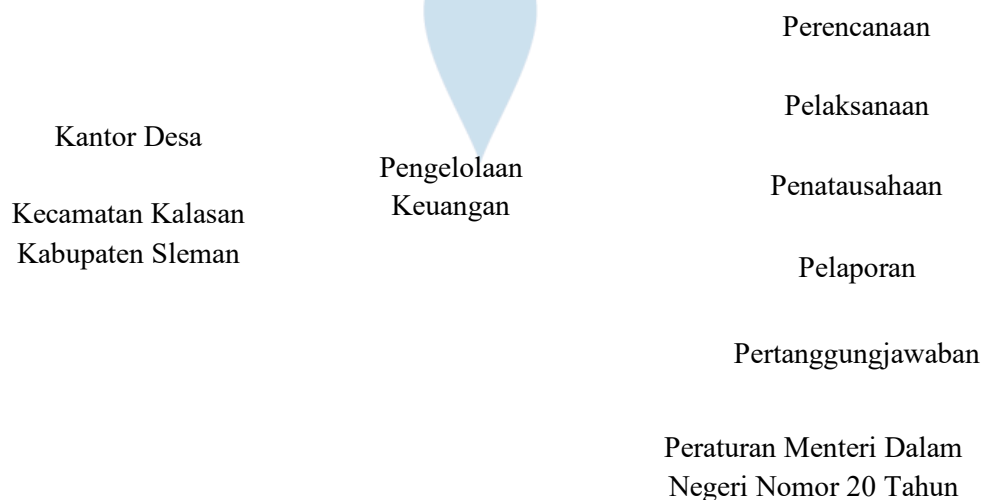 Kantor Desa
Kecamatan Kalasan
Kabupaten Sleman
Pengelolaan
Keuangan
Perencanaan
Pelaksanaan
Penatausahaan
Pelaporan
Pertanggungjawaban
Peraturan Menteri Dalam
Negeri Nomor 20 Tahun